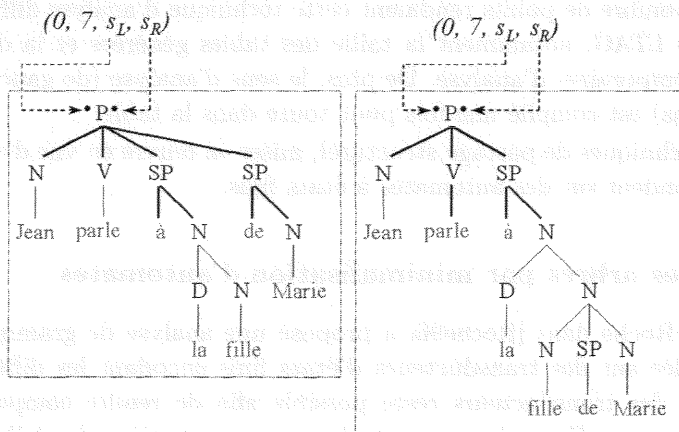 (0, 7, s_L, s_R)
•P•
N V SP SP
Jean parle à N de N
D N Marie
la fille
(0, 7, s_L, s_R)
•P•
N V SP
Jean parle à N
D N
la N SP N
fille de Marie